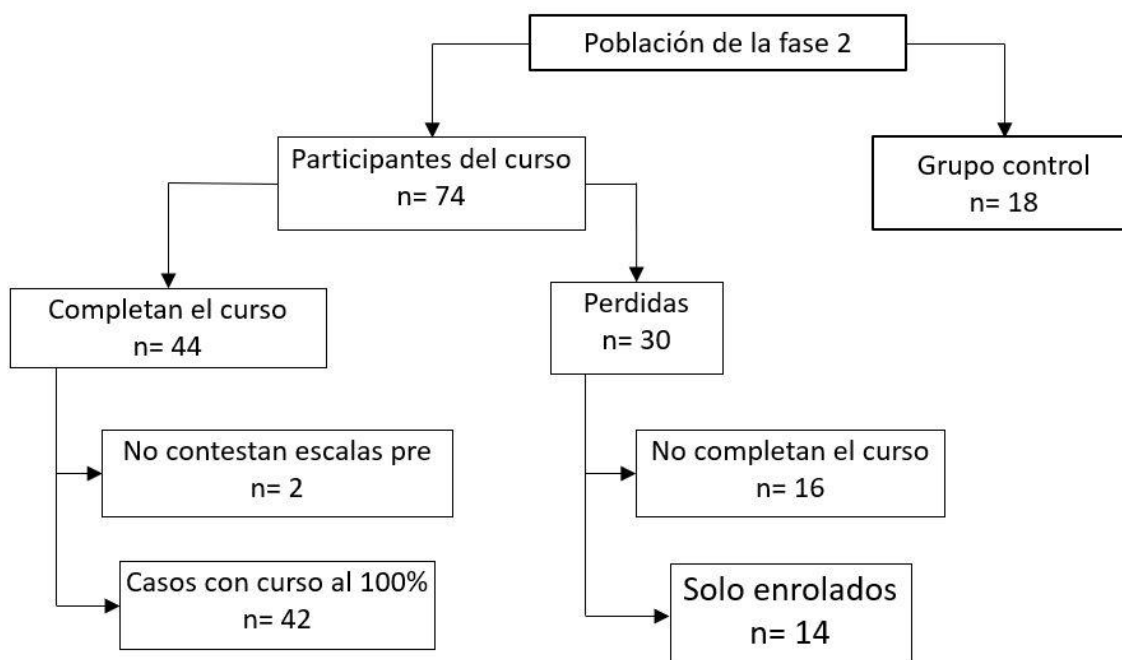 Población de la fase 2
Participantes del curso
n= 74
Grupo control
n= 18
Completan el curso
n= 44
Perdidas
n= 30
No contestan escalas pre
n= 2
No completan el curso
n= 16
Casos con curso al 100%
n= 42
Solo enrolados
n= 14